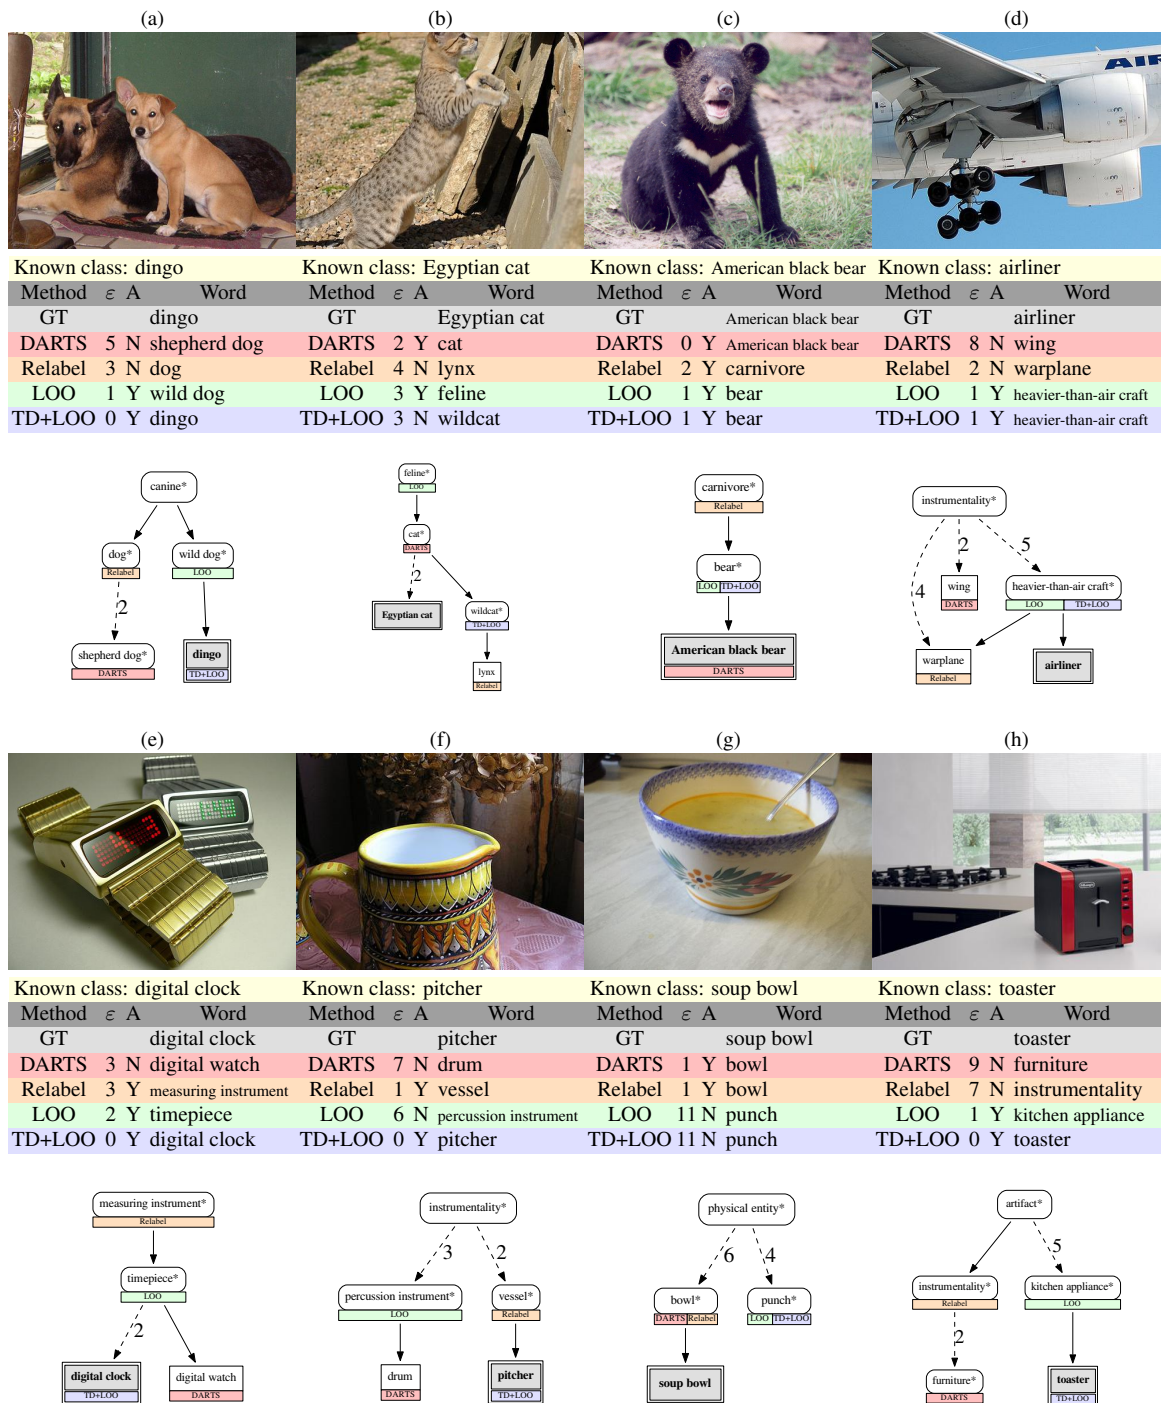 (a) (b) (c) (d)
AIR
Known class: dingo Known class: Egyptian cat Known class: American black bear Known class: airliner
Method ε A Word Method ε A Word Method ε A Word Method ε A Word
GT dingo GT Egyptian cat GT American black bear GT airliner
DARTS 5 N shepherd dog DARTS 2 Y cat DARTS 0 Y American black bear DARTS 8 N wing
Relabel 3 N dog Relabel 4 N lynx Relabel 2 Y carnivore Relabel 2 N warplane
LOO 1 Y wild dog LOO 3 Y feline LOO 1 Y bear LOO 1 Y heavier-than-air craft
TD+LOO 0 Y dingo TD+LOO 3 N wildcat TD+LOO 1 Y bear TD+LOO 1 Y heavier-than-air craft
canine*
dog*
Relabel
wild dog*
LOO
2
shepherd dog*
DARTS
dingo
TD+LOO
feline*
LOO
cat*
DARTS
2
Egyptian cat
wildcat*
TD+LOO
lynx
Relabel
carnivore*
Relabel
bear*
LOO TD+LOO
American black bear
DARTS
instrumentality*
4 2 5
wing
DARTS
heavier-than-air craft*
LOO TD+LOO
warplane
Relabel
airliner
(e) (f) (g) (h)
Known class: digital clock Known class: pitcher Known class: soup bowl Known class: toaster
Method ε A Word Method ε A Word Method ε A Word Method ε A Word
GT digital clock GT pitcher GT soup bowl GT toaster
DARTS 3 N digital watch DARTS 7 N drum DARTS 1 Y bowl DARTS 9 N furniture
Relabel 3 Y measuring instrument Relabel 1 Y vessel Relabel 1 Y bowl Relabel 7 N instrumentality
LOO 2 Y timepiece LOO 6 N percussion instrument LOO 11 N punch LOO 1 Y kitchen appliance
TD+LOO 0 Y digital clock TD+LOO 0 Y pitcher TD+LOO 11 N punch TD+LOO 0 Y toaster
measuring instrument*
Relabel
timepiece*
LOO
2
digital clock
TD+LOO
digital watch
DARTS
instrumentality*
3 2
percussion instrument*
LOO
vessel*
Relabel
drum
DARTS
pitcher
TD+LOO
physical entity*
6 4
bowl*
DARTS Relabel
punch*
LOO TD+LOO
soup bowl
artifact*
5
instrumentality*
Relabel
kitchen appliance*
LOO
2
furniture*
DARTS
toaster
TD+LOO